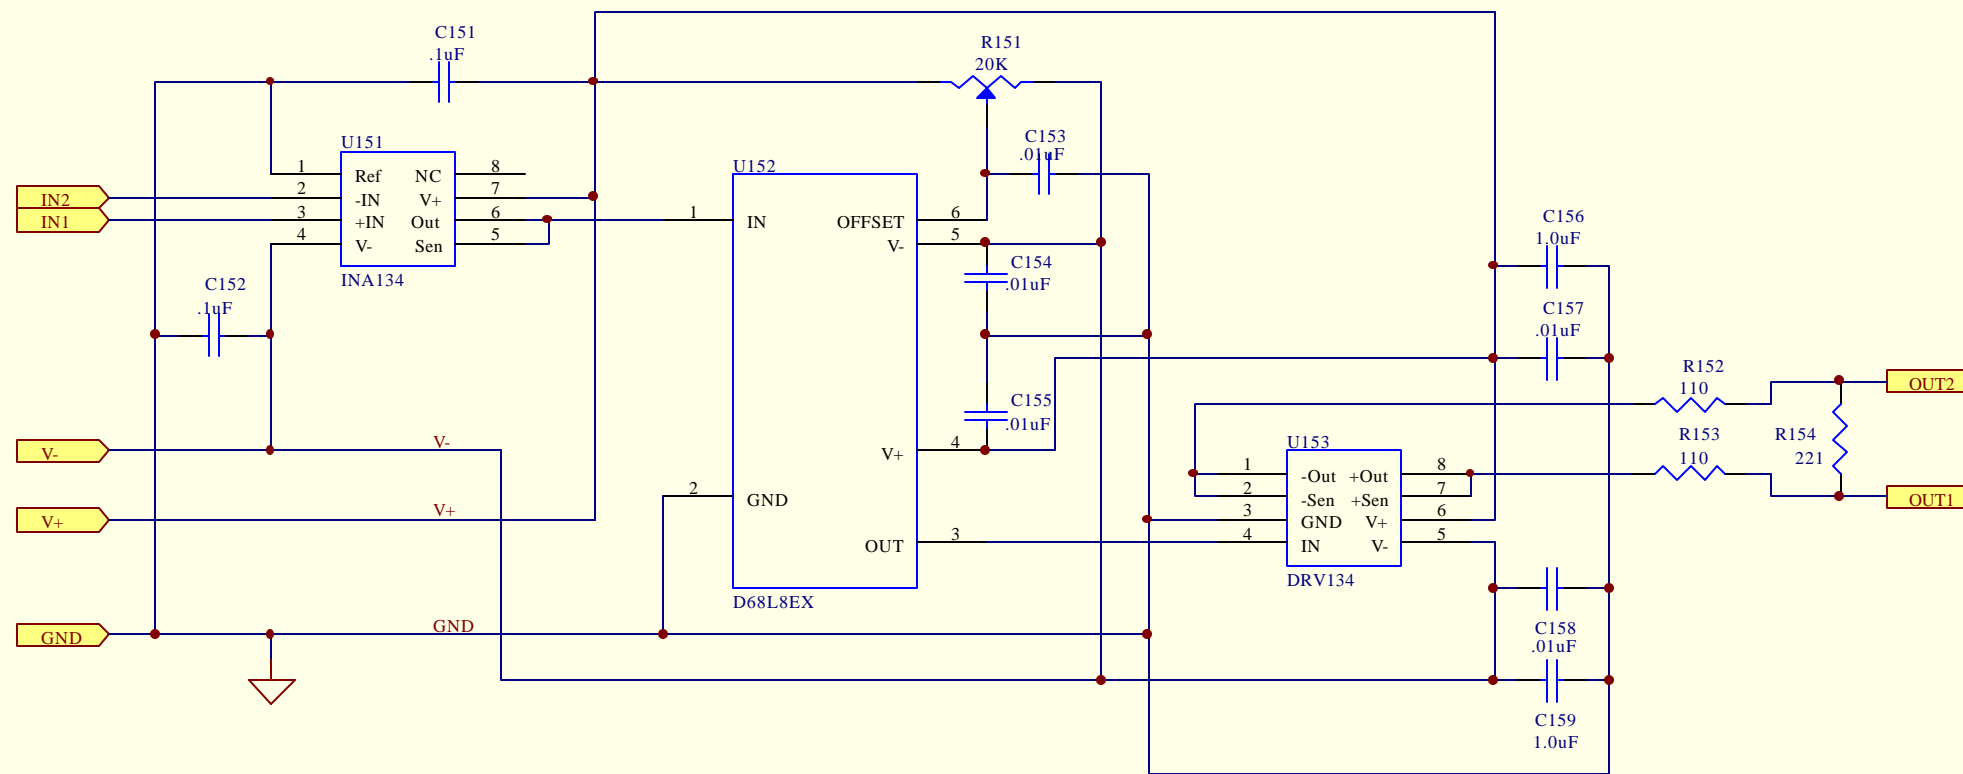 C151
.1uF
R151
20K
C153
.01uF
U151
1 Ref NC 8
2 -IN V+ 7
3 +IN Out 6
4 V- Sen 5
INA134
IN2
IN1
C152
.1uF
U152
1 IN OFFSET 6
V- 5
V+ 4
2 GND
OUT 3
D68L8EX
C154
.01uF
C155
.01uF
C156
1.0uF
C157
.01uF
R152
110
R153
110
R154
221
OUT2
OUT1
U153
1 -Out +Out 8
2 -Sen +Sen 7
3 GND V+ 6
4 IN V- 5
DRV134
V- V-
V+ V+
GND GND
C158
.01uF
C159
1.0uF